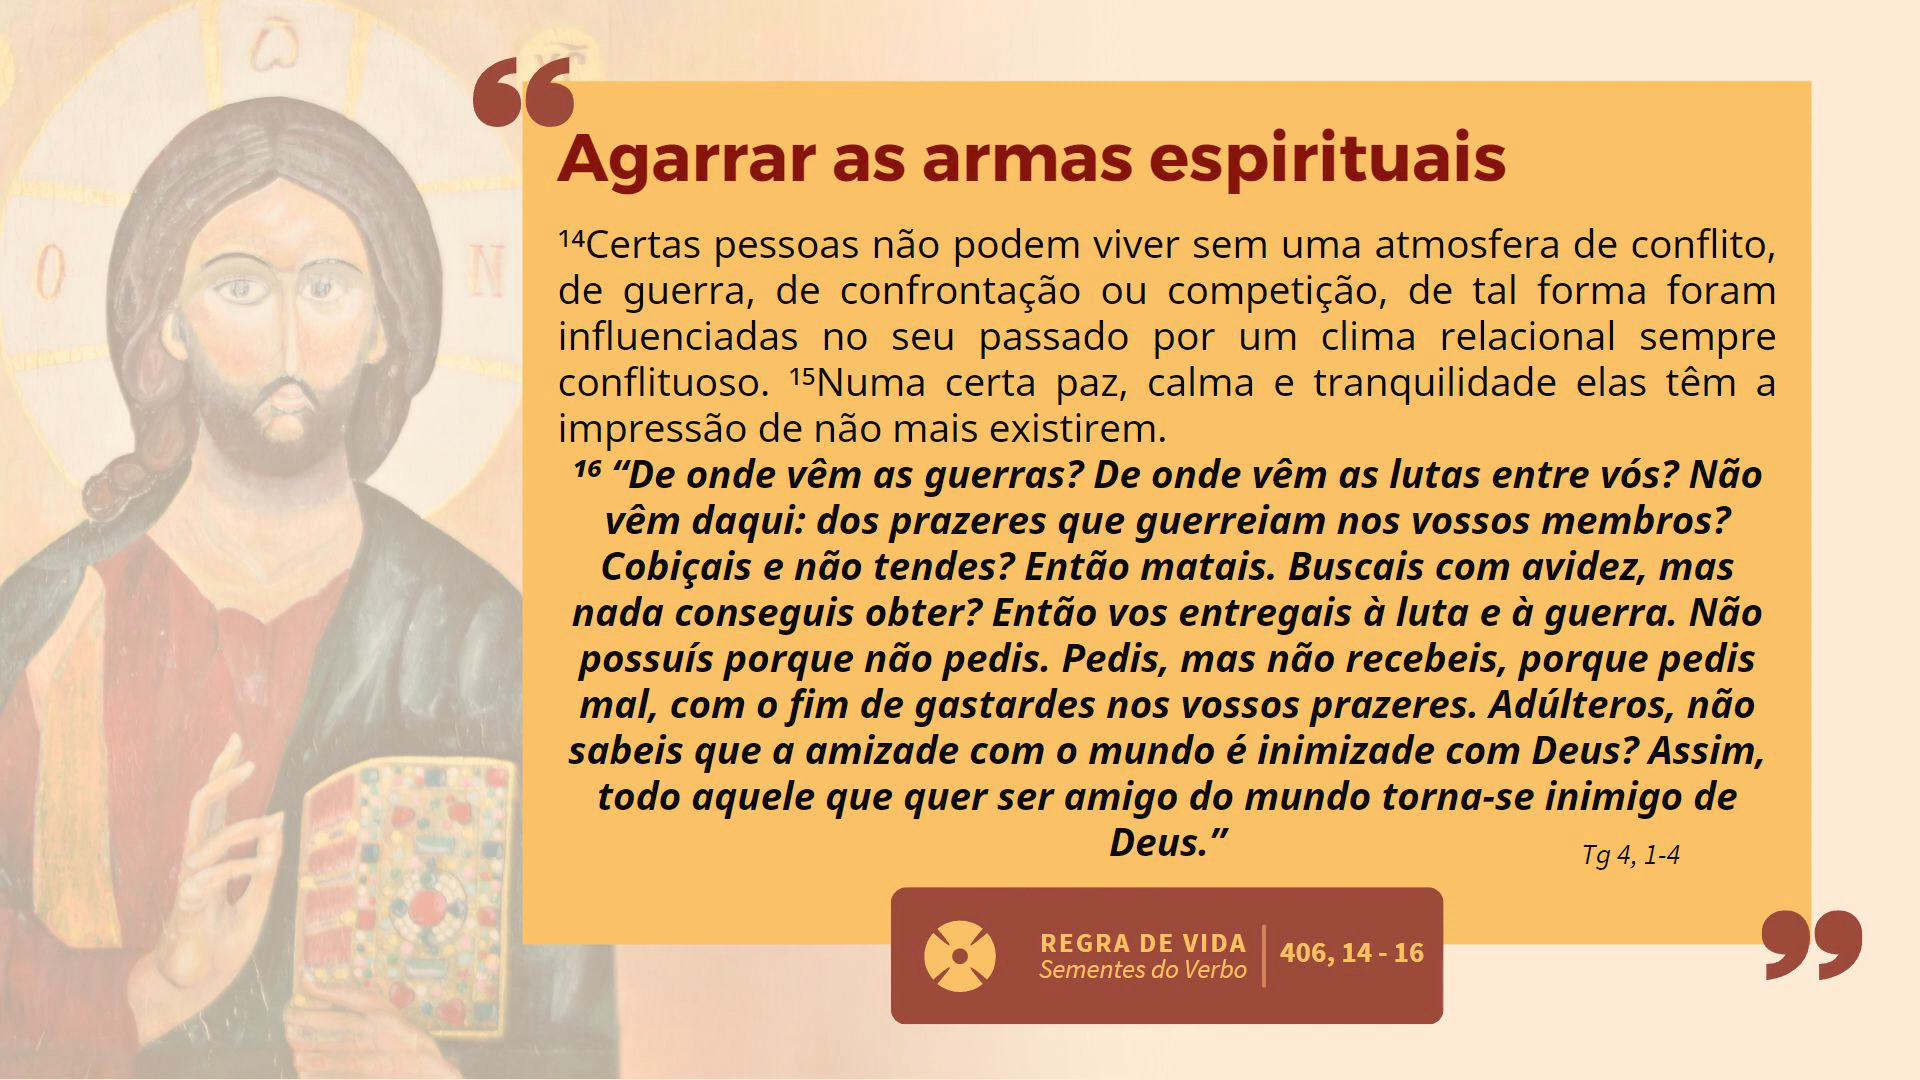 “
Agarrar as armas espirituais
¹⁴Certas pessoas não podem viver sem uma atmosfera de conflito,
de guerra, de confrontação ou competição, de tal forma foram
influenciadas no seu passado por um clima relacional sempre
conflituoso. ¹⁵Numa certa paz, calma e tranquilidade elas têm a
impressão de não mais existirem.
¹⁶ “De onde vêm as guerras? De onde vêm as lutas entre vós? Não
vêm daqui: dos prazeres que guerreiam nos vossos membros?
Cobiçais e não tendes? Então matais. Buscais com avidez, mas
nada conseguis obter? Então vos entregais à luta e à guerra. Não
possuís porque não pedis. Pedis, mas não recebeis, porque pedis
mal, com o fim de gastardes nos vossos prazeres. Adúlteros, não
sabeis que a amizade com o mundo é inimizade com Deus? Assim,
todo aquele que quer ser amigo do mundo torna-se inimigo de
Deus.”
Tg 4, 1-4
REGRA DE VIDA
Sementes do Verbo
406, 14 - 16
”
Ω
O
N